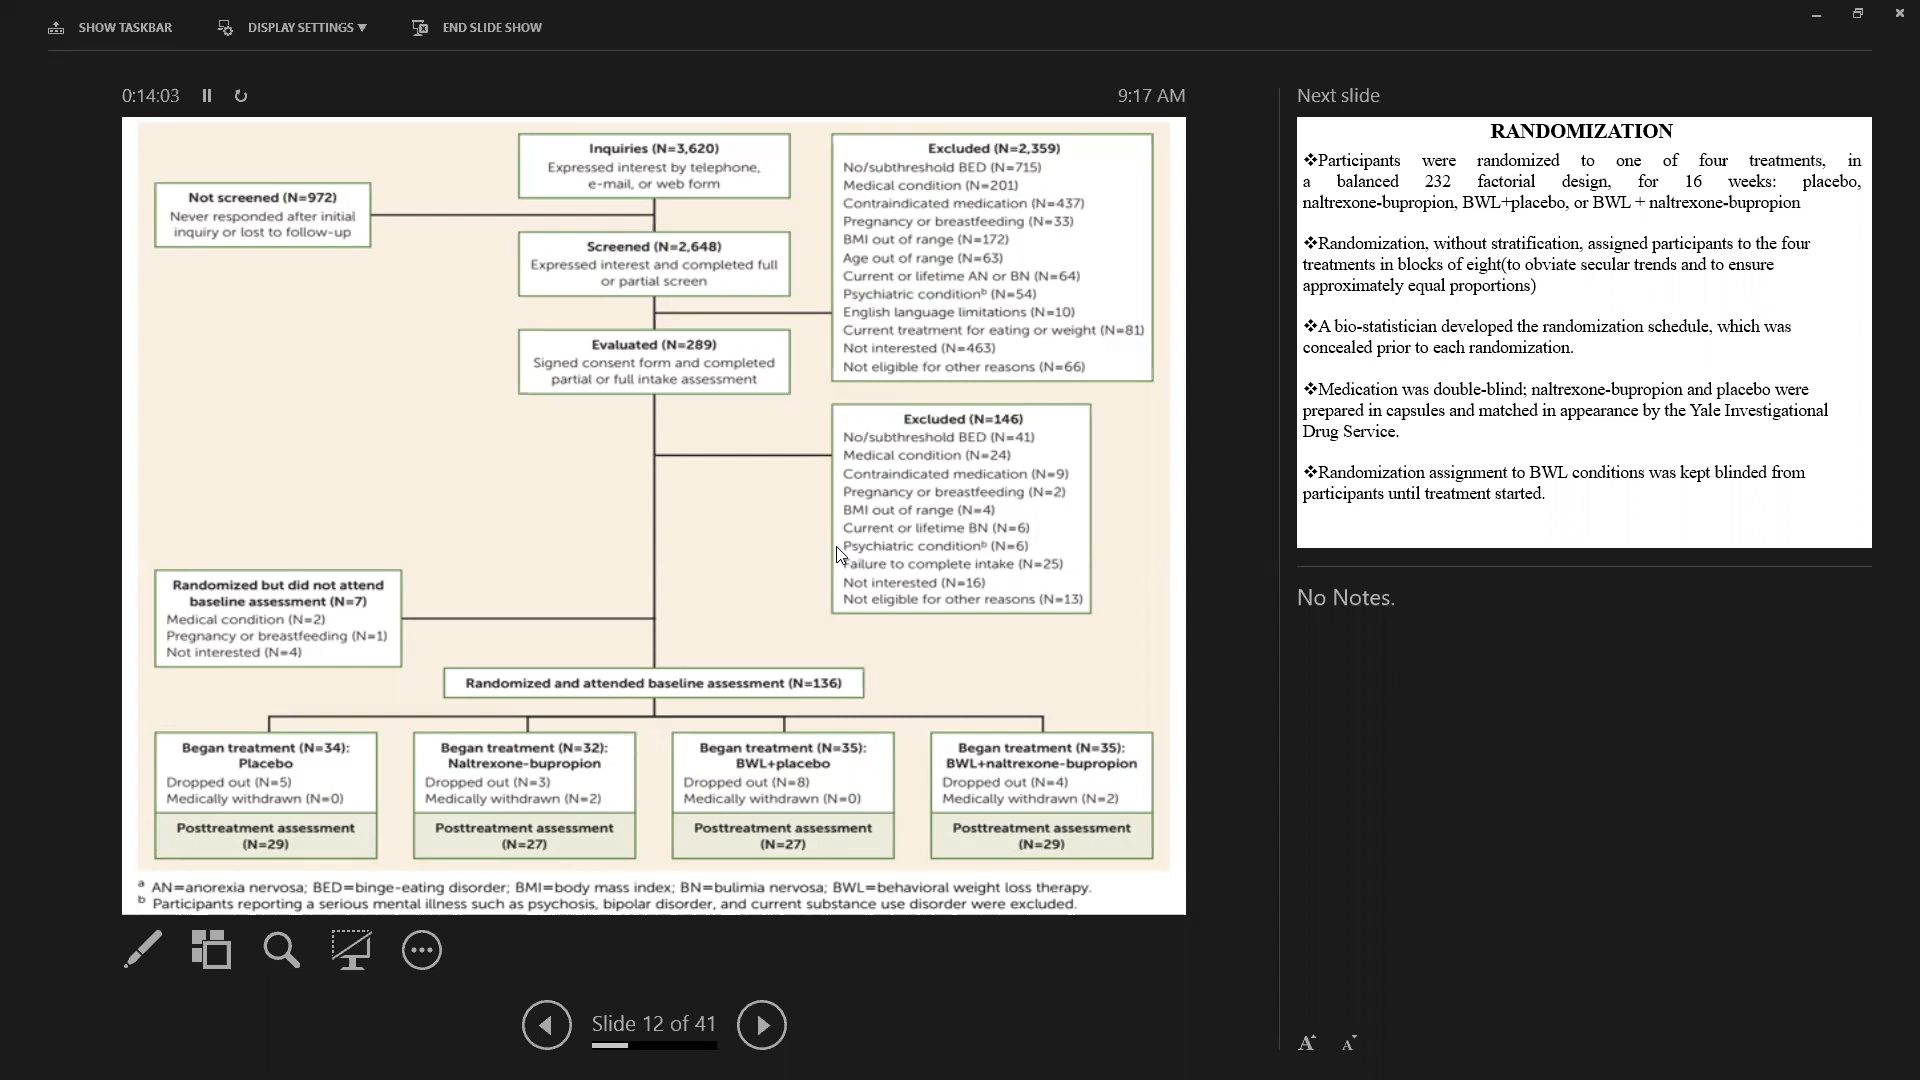 SHOW TASKBAR
DISPLAY SETTINGS ▼
END SLIDE SHOW
0:14:03
9:17 AM
Inquiries (N=3,620)
Expressed interest by telephone,
e-mail, or web form
Not screened (N=972)
Never responded after initial
inquiry or lost to follow-up
Screened (N=2,648)
Expressed interest and completed full
or partial screen
Excluded (N=2,359)
No/subthreshold BED (N=715)
Medical condition (N=201)
Contraindicated medication (N=437)
Pregnancy or breastfeeding (N=33)
BMI out of range (N=172)
Age out of range (N=63)
Current or lifetime AN or BN (N=64)
Psychiatric conditionᵇ (N=54)
English language limitations (N=10)
Current treatment for eating or weight (N=81)
Not interested (N=463)
Not eligible for other reasons (N=66)
Evaluated (N=289)
Signed consent form and completed
partial or full intake assessment
Excluded (N=146)
No/subthreshold BED (N=41)
Medical condition (N=24)
Contraindicated medication (N=9)
Pregnancy or breastfeeding (N=2)
BMI out of range (N=4)
Current or lifetime BN (N=6)
Psychiatric conditionᵇ (N=6)
Failure to complete intake (N=25)
Not interested (N=16)
Not eligible for other reasons (N=13)
Randomized but did not attend
baseline assessment (N=7)
Medical condition (N=2)
Pregnancy or breastfeeding (N=1)
Not interested (N=4)
Randomized and attended baseline assessment (N=136)
Began treatment (N=34):
Placebo
Dropped out (N=5)
Medically withdrawn (N=0)
Posttreatment assessment
(N=29)
Began treatment (N=32):
Naltrexone-bupropion
Dropped out (N=3)
Medically withdrawn (N=2)
Posttreatment assessment
(N=27)
Began treatment (N=35):
BWL+placebo
Dropped out (N=8)
Medically withdrawn (N=0)
Posttreatment assessment
(N=27)
Began treatment (N=35):
BWL+naltrexone-bupropion
Dropped out (N=4)
Medically withdrawn (N=2)
Posttreatment assessment
(N=29)
ᵃ AN=anorexia nervosa; BED=binge-eating disorder; BMI=body mass index; BN=bulimia nervosa; BWL=behavioral weight loss therapy.
ᵇ Participants reporting a serious mental illness such as psychosis, bipolar disorder, and current substance use disorder were excluded.
Slide 12 of 41
Next slide
RANDOMIZATION
❖Participants were randomized to one of four treatments, in
a balanced 232 factorial design, for 16 weeks: placebo,
naltrexone-bupropion, BWL+placebo, or BWL + naltrexone-bupropion
❖Randomization, without stratification, assigned participants to the four
treatments in blocks of eight(to obviate secular trends and to ensure
approximately equal proportions)
❖A bio-statistician developed the randomization schedule, which was
concealed prior to each randomization.
❖Medication was double-blind; naltrexone-bupropion and placebo were
prepared in capsules and matched in appearance by the Yale Investigational
Drug Service.
❖Randomization assignment to BWL conditions was kept blinded from
participants until treatment started.
No Notes.
A A